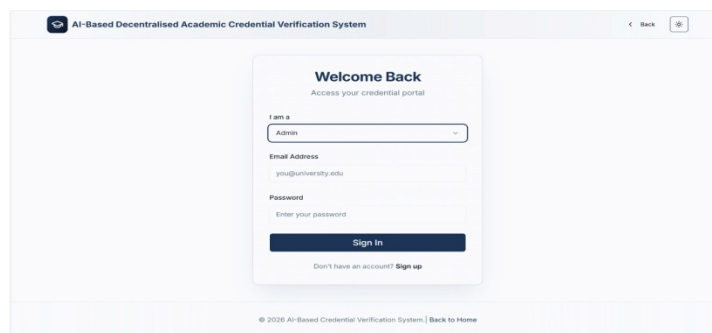 AI-Based Decentralised Academic Credential Verification System
Back
Welcome Back
Access your credential portal
I am a
Admin
Email Address
you@university.edu
Password
Enter your password
Sign In
Don't have an account? Sign up
© 2026 AI-Based Credential Verification System.| Back to Home